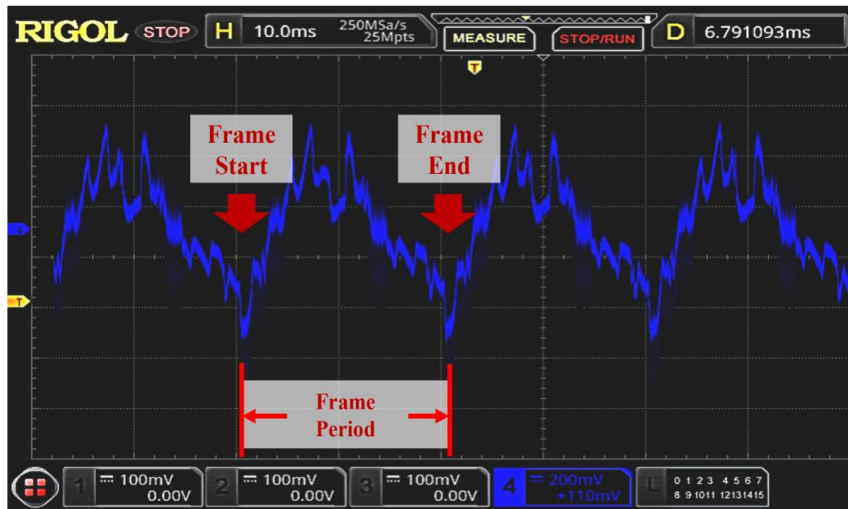 RIGOL STOP H 10.0ms 250MSa/s 25Mpts MEASURE STOP/RUN D 6.791093ms
T
Frame Start
Frame End
4
T
Frame Period
1 100mV 0.00V 2 100mV 0.00V 3 100mV 0.00V 4 200mV +110mV L 0 1 2 3 4 5 6 7
8 9 10 11 12 13 14 15